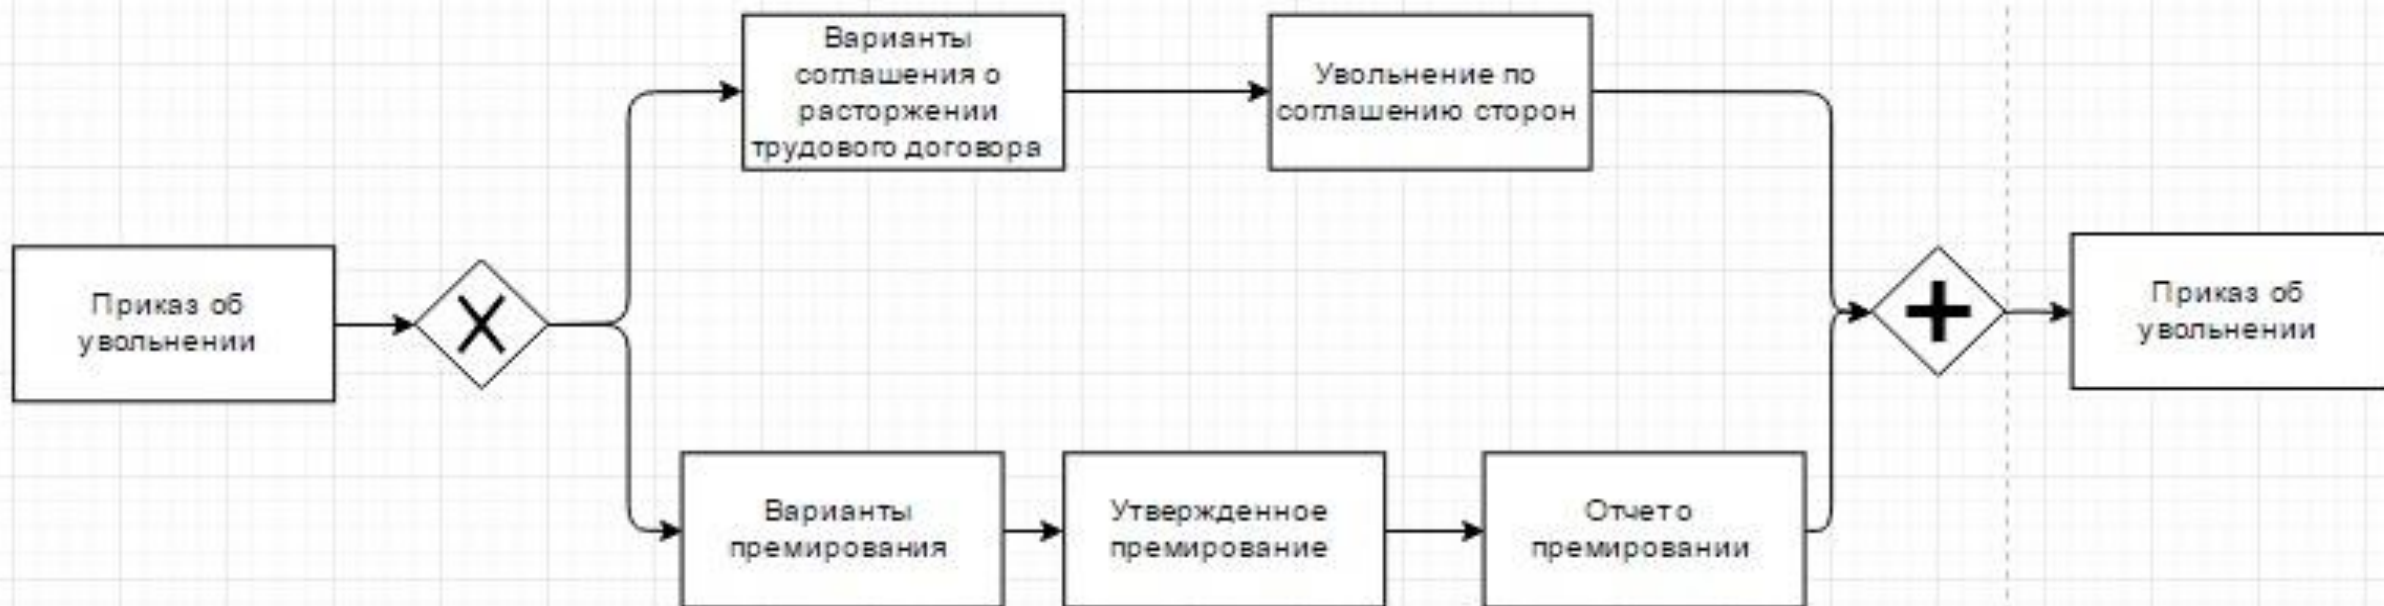 Варианты
соглашения о
расторжении
трудового договора
Увольнение по
соглашению сторон
Приказ об
увольнении
Приказ об
увольнении
Варианты
премирования
Утвержденное
премирование
Отчет о
премировании